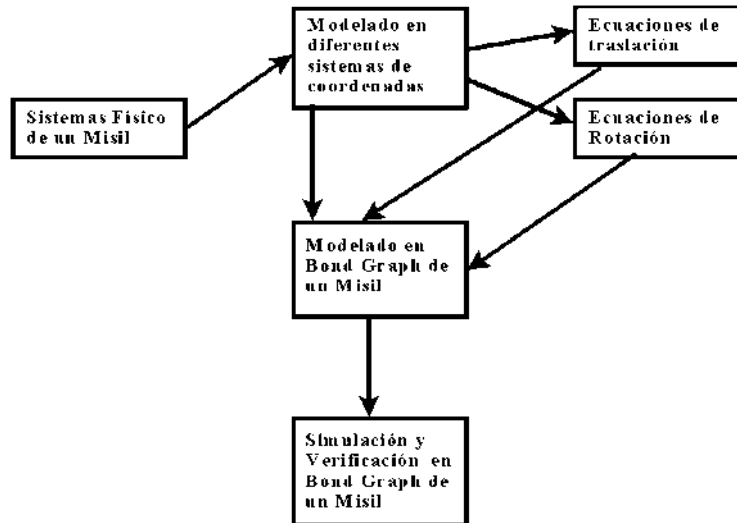 Sistemas Físico
de un Misil
Modelado en
diferentes
sistemas de
coordenadas
Ecuaciones de
traslación
Ecuaciones de
Rotación
Modelado en
Bond Graph de
un Misil
Simulación y
Verificación en
Bond Graph de
un Misil